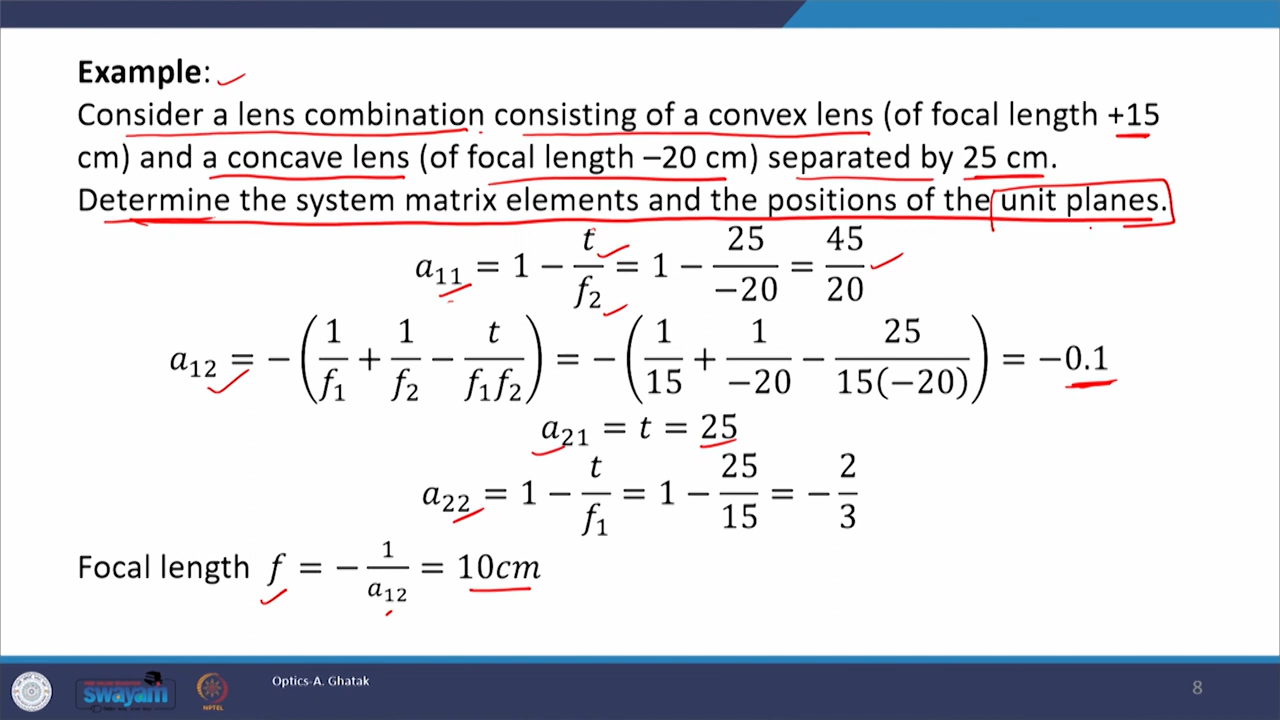 Example:
Consider a lens combination consisting of a convex lens (of focal length +15
cm) and a concave lens (of focal length –20 cm) separated by 25 cm.
Determine the system matrix elements and the positions of the unit planes.
a₁₁ = 1 − t/f₂ = 1 − 25/−20 = 45/20
a₁₂ = −(1/f₁ + 1/f₂ − t/f₁f₂) = −(1/15 + 1/−20 − 25/15(−20)) = −0.1
a₂₁ = t = 25
a₂₂ = 1 − t/f₁ = 1 − 25/15 = −2/3
Focal length f = −1/a₁₂ = 10cm
Optics-A. Ghatak
swayam
NPTEL
8